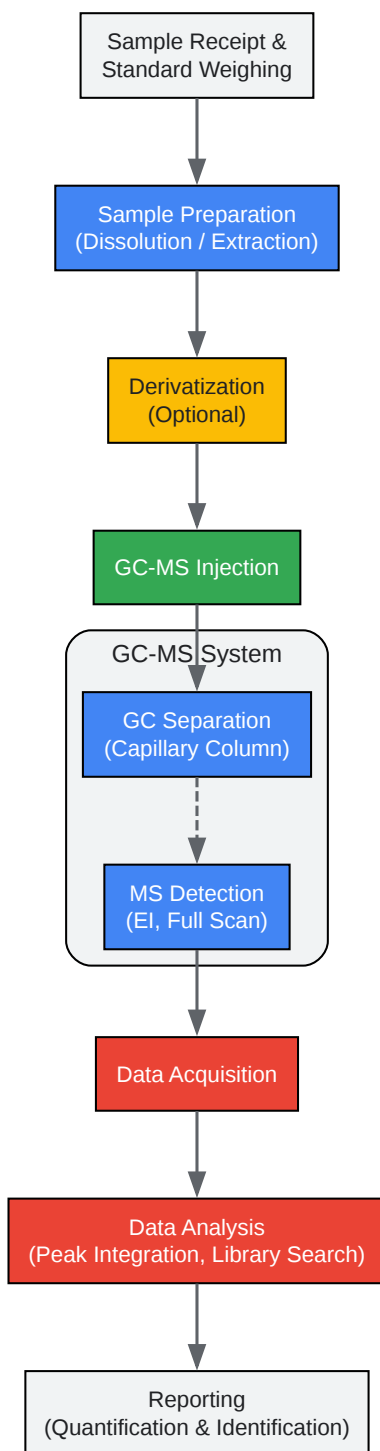 Sample Receipt &
Standard Weighing
Sample Preparation
(Dissolution / Extraction)
Derivatization
(Optional)
GC-MS Injection
GC-MS System
GC Separation
(Capillary Column)
MS Detection
(EI, Full Scan)
Data Acquisition
Data Analysis
(Peak Integration, Library Search)
Reporting
(Quantification & Identification)